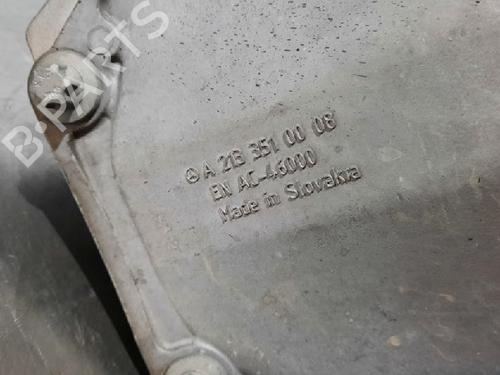 A 213 351 00 08
EN AC-46000
Made in Slovakia
B-PARTS